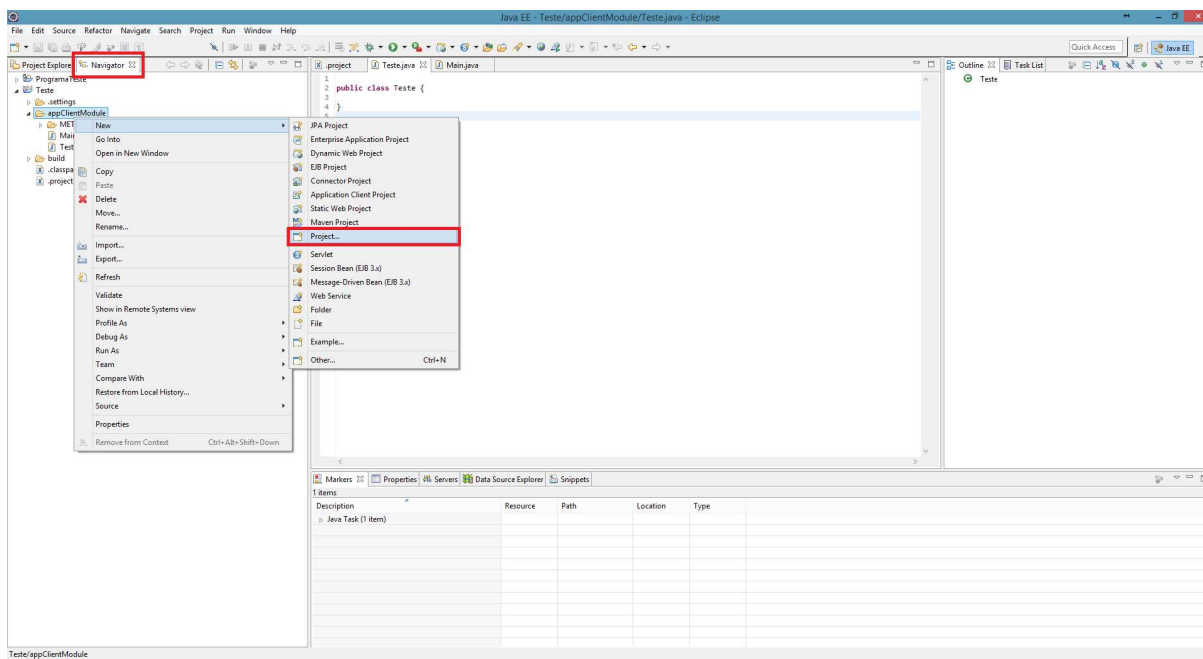 Java EE - Teste/appClientModule/Teste.java - Eclipse
File Edit Source Refactor Navigate Search Project Run Window Help
Quick Access
Java EE
Project Explore
Navigator
ProgramaTeste
Teste
.settings
appClientModule
MET
Mai
Test
build
.classpa
.project
New
Go Into
Open in New Window
Copy
Paste
Delete
Move...
Rename...
Import...
Export...
Refresh
Validate
Show in Remote Systems view
Profile As
Debug As
Run As
Team
Compare With
Restore from Local History...
Source
Properties
Remove from Context Ctrl+Alt+Shift+Down
JPA Project
Enterprise Application Project
Dynamic Web Project
EJB Project
Connector Project
Application Client Project
Static Web Project
Maven Project
Project...
Servlet
Session Bean (EJB 3.x)
Message-Driven Bean (EJB 3.x)
Web Service
Folder
File
Example...
Other... Ctrl+N
.project Teste.java Main.java
1
2 public class Teste {
3
4 }
5
Outline Task List
Teste
Markers Properties Servers Data Source Explorer Snippets
1 items
Description Resource Path Location Type
Java Task (1 item)
Teste/appClientModule